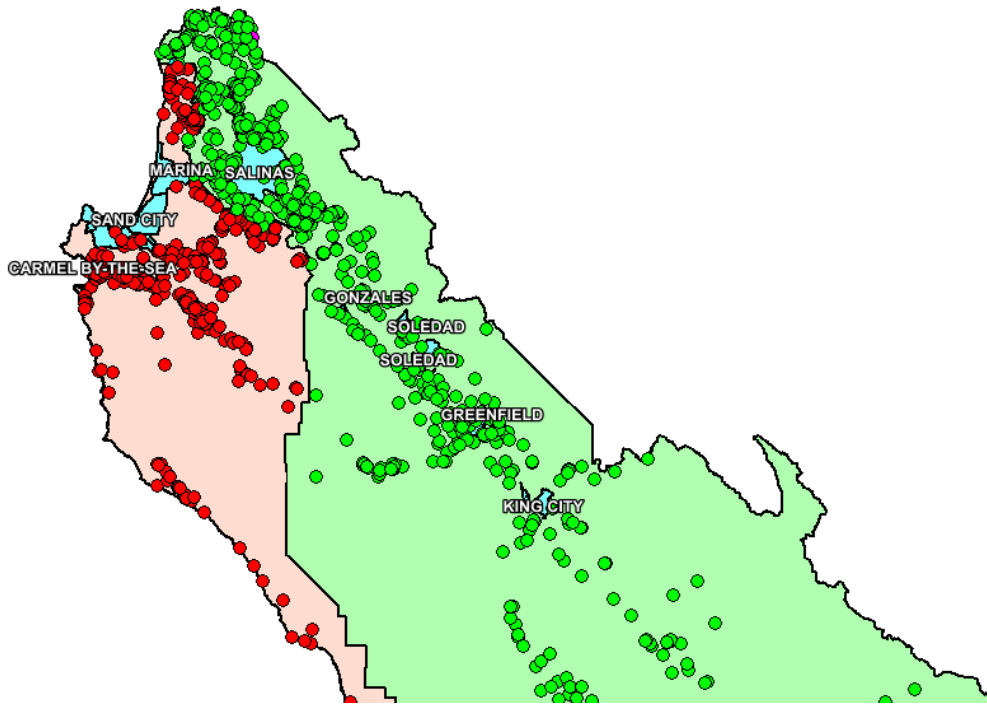 MARINA
SALINAS
SAND CITY
CARMEL BY-THE-SEA
GONZALES
SOLEDAD
SOLEDAD
GREENFIELD
KING CITY